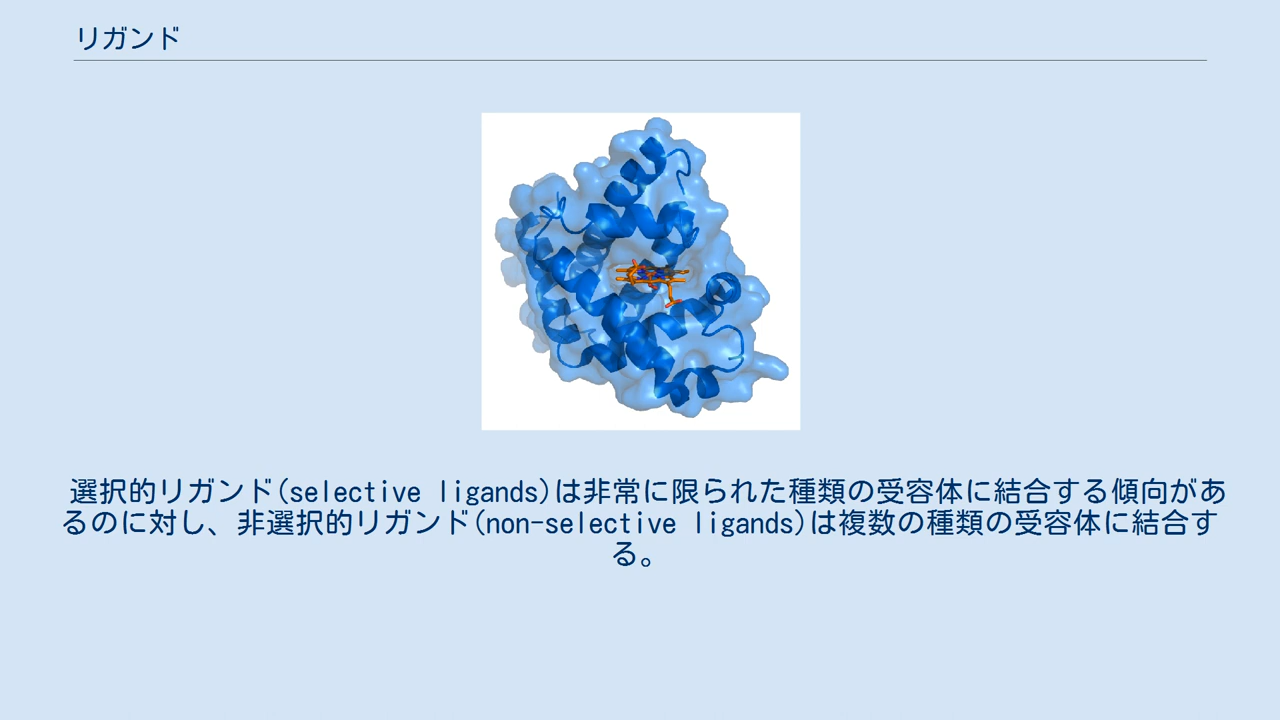 リガンド
選択的リガンド(selective ligands)は非常に限られた種類の受容体に結合する傾向があ
るのに対し、非選択的リガンド(non-selective ligands)は複数の種類の受容体に結合す
る。